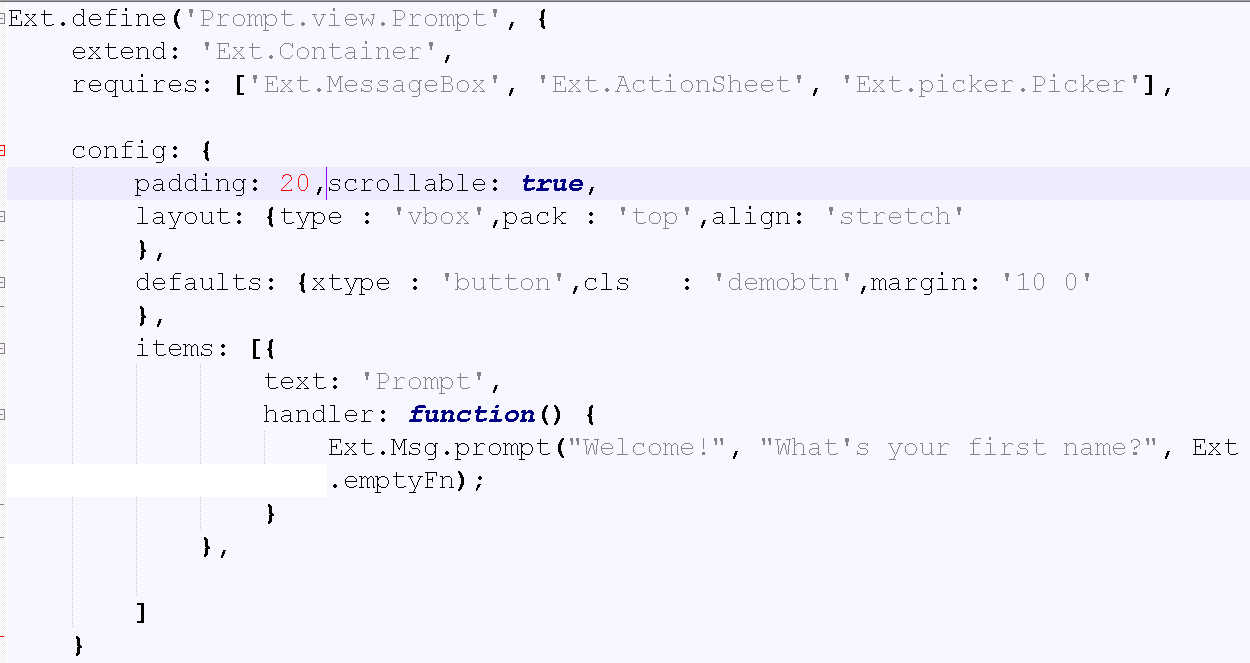 Ext.define('Prompt.view.Prompt', {
    extend: 'Ext.Container',
    requires: ['Ext.MessageBox', 'Ext.ActionSheet', 'Ext.picker.Picker'],

    config: {
        padding: 20,scrollable: true,
        layout: {type : 'vbox',pack : 'top',align: 'stretch'
        },
        defaults: {xtype : 'button',cls   : 'demobtn',margin: '10 0'
        },
        items: [{
                text: 'Prompt',
                handler: function() {
                    Ext.Msg.prompt("Welcome!", "What's your first name?", Ext
                    .emptyFn);
                }
            },

        ]
    }